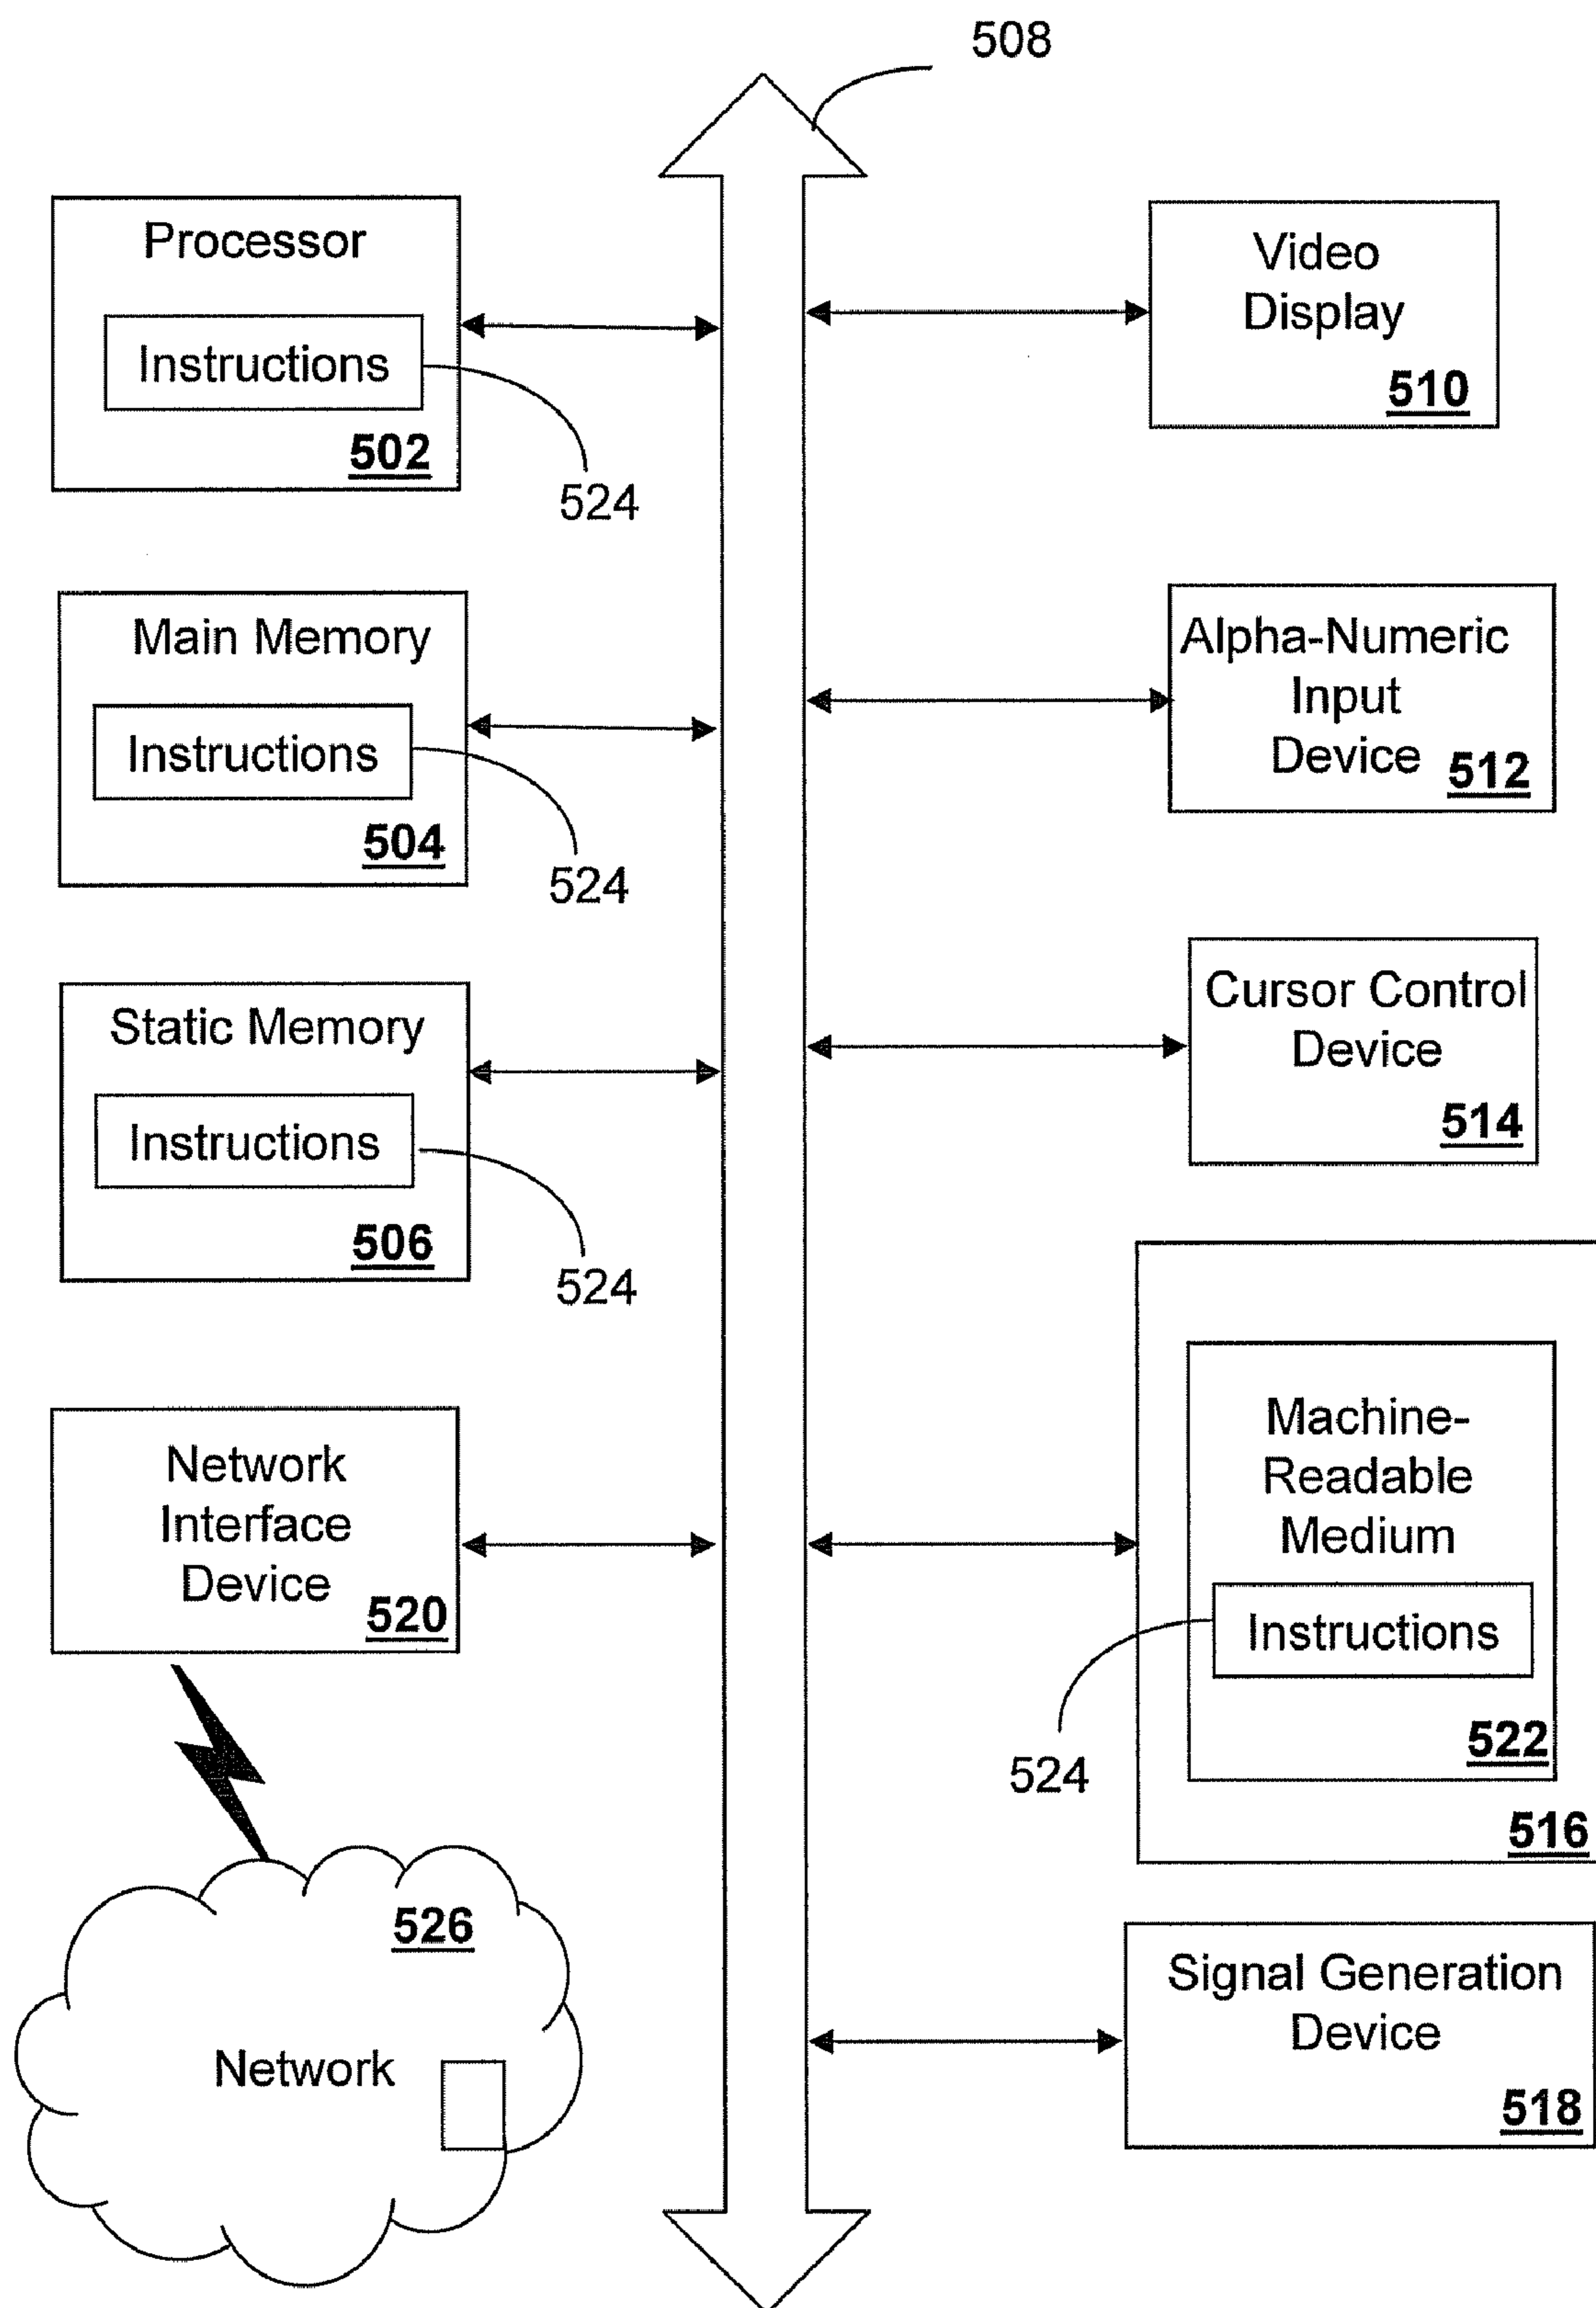 508
Processor
Instructions
502
524
Main Memory
Instructions
504
524
Static Memory
Instructions
506
524
Network
Interface
Device
520
526
Network
Video
Display
510
Alpha-Numeric
Input
Device
512
Cursor Control
Device
514
Machine-
Readable
Medium
Instructions
522
524
516
Signal Generation
Device
518